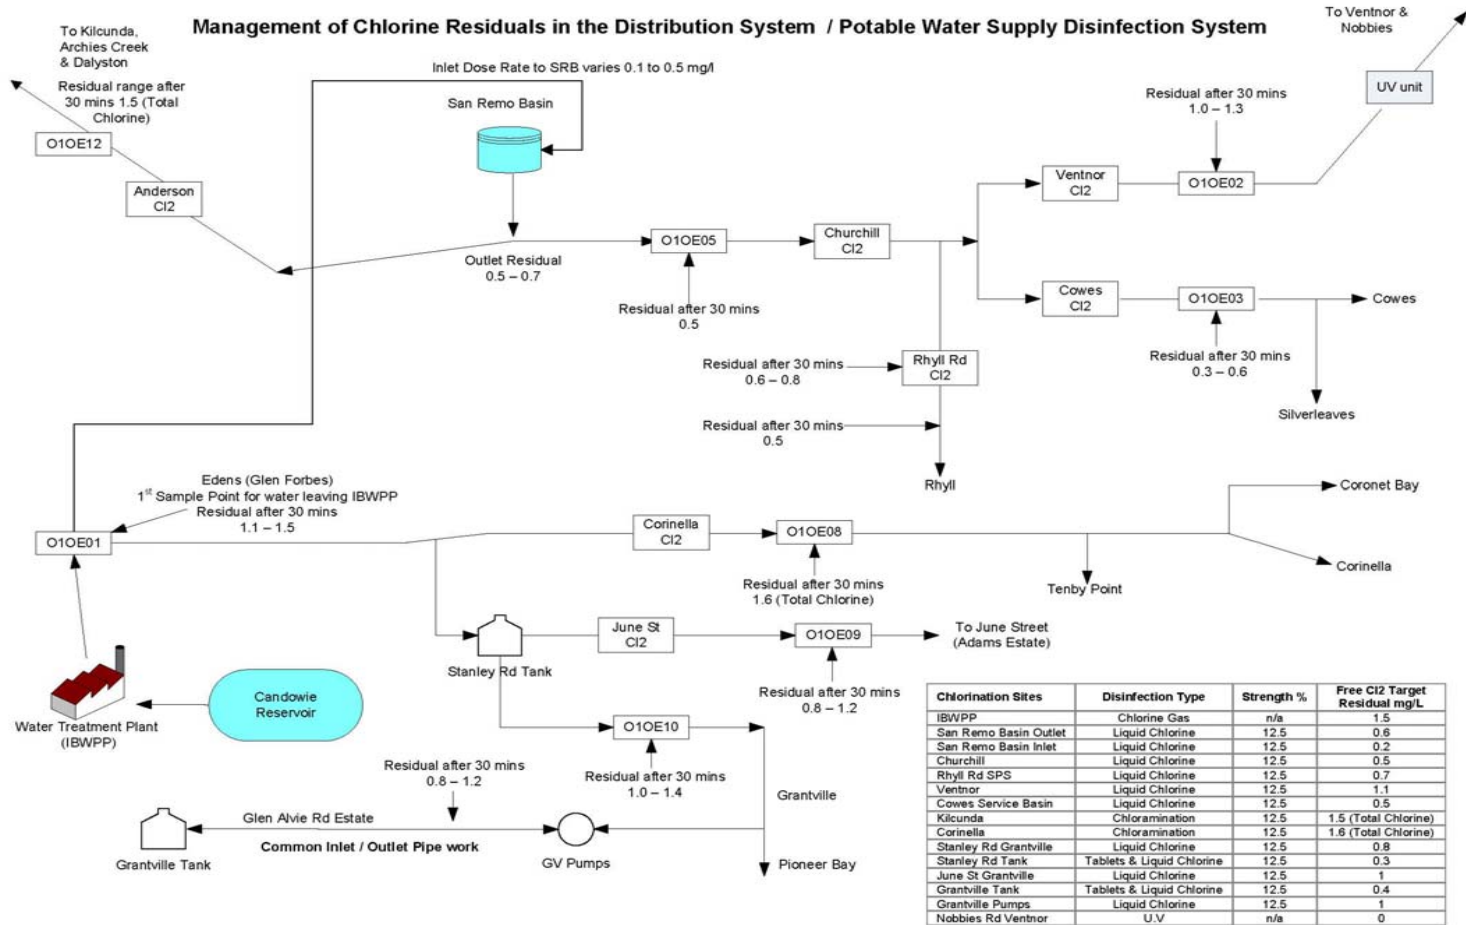 Management of Chlorine Residuals in the Distribution System / Potable Water Supply Disinfection System
To Kilcunda,
Archies Creek
& Dalyston
Residual range after
30 mins 1.5 (Total
Chlorine)
O1OE12
Anderson
Cl2
Inlet Dose Rate to SRB varies 0.1 to 0.5 mg/l
San Remo Basin
Outlet Residual
0.5 – 0.7
O1OE05
Residual after 30 mins
0.5
Churchill
Cl2
To Ventnor &
Nobbies
UV unit
Residual after 30 mins
1.0 – 1.3
Ventnor
Cl2
O1OE02
Cowes
Cl2
O1OE03
Cowes
Residual after 30 mins
0.3 – 0.6
Silverleaves
Residual after 30 mins
0.6 – 0.8
Rhyll Rd
Cl2
Residual after 30 mins
0.5
Rhyll
Edens (Glen Forbes)
1st Sample Point for water leaving IBWPP
Residual after 30 mins
1.1 – 1.5
O1OE01
Corinella
Cl2
O1OE08
Residual after 30 mins
1.6 (Total Chlorine)
Coronet Bay
Corinella
Tenby Point
Stanley Rd Tank
June St
Cl2
O1OE09
To June Street
(Adams Estate)
Residual after 30 mins
0.8 – 1.2
Water Treatment Plant
(IBWPP)
Candowie
Reservoir
O1OE10
Residual after 30 mins
1.0 – 1.4
Residual after 30 mins
0.8 – 1.2
Grantville
Glen Alvie Rd Estate
Common Inlet / Outlet Pipe work
Grantville Tank
GV Pumps
Pioneer Bay
Chlorination Sites Disinfection Type Strength % Free Cl2 Target Residual mg/L
IBWPP Chlorine Gas n/a 1.5
San Remo Basin Outlet Liquid Chlorine 12.5 0.6
San Remo Basin Inlet Liquid Chlorine 12.5 0.2
Churchill Liquid Chlorine 12.5 0.5
Rhyll Rd SPS Liquid Chlorine 12.5 0.7
Ventnor Liquid Chlorine 12.5 1.1
Cowes Service Basin Liquid Chlorine 12.5 0.5
Kilcunda Chloramination 12.5 1.5 (Total Chlorine)
Corinella Chloramination 12.5 1.6 (Total Chlorine)
Stanley Rd Grantville Liquid Chlorine 12.5 0.8
Stanley Rd Tank Tablets & Liquid Chlorine 12.5 0.3
June St Grantville Liquid Chlorine 12.5 1
Grantville Tank Tablets & Liquid Chlorine 12.5 0.4
Grantville Pumps Liquid Chlorine 12.5 1
Nobbies Rd Ventnor U.V n/a 0